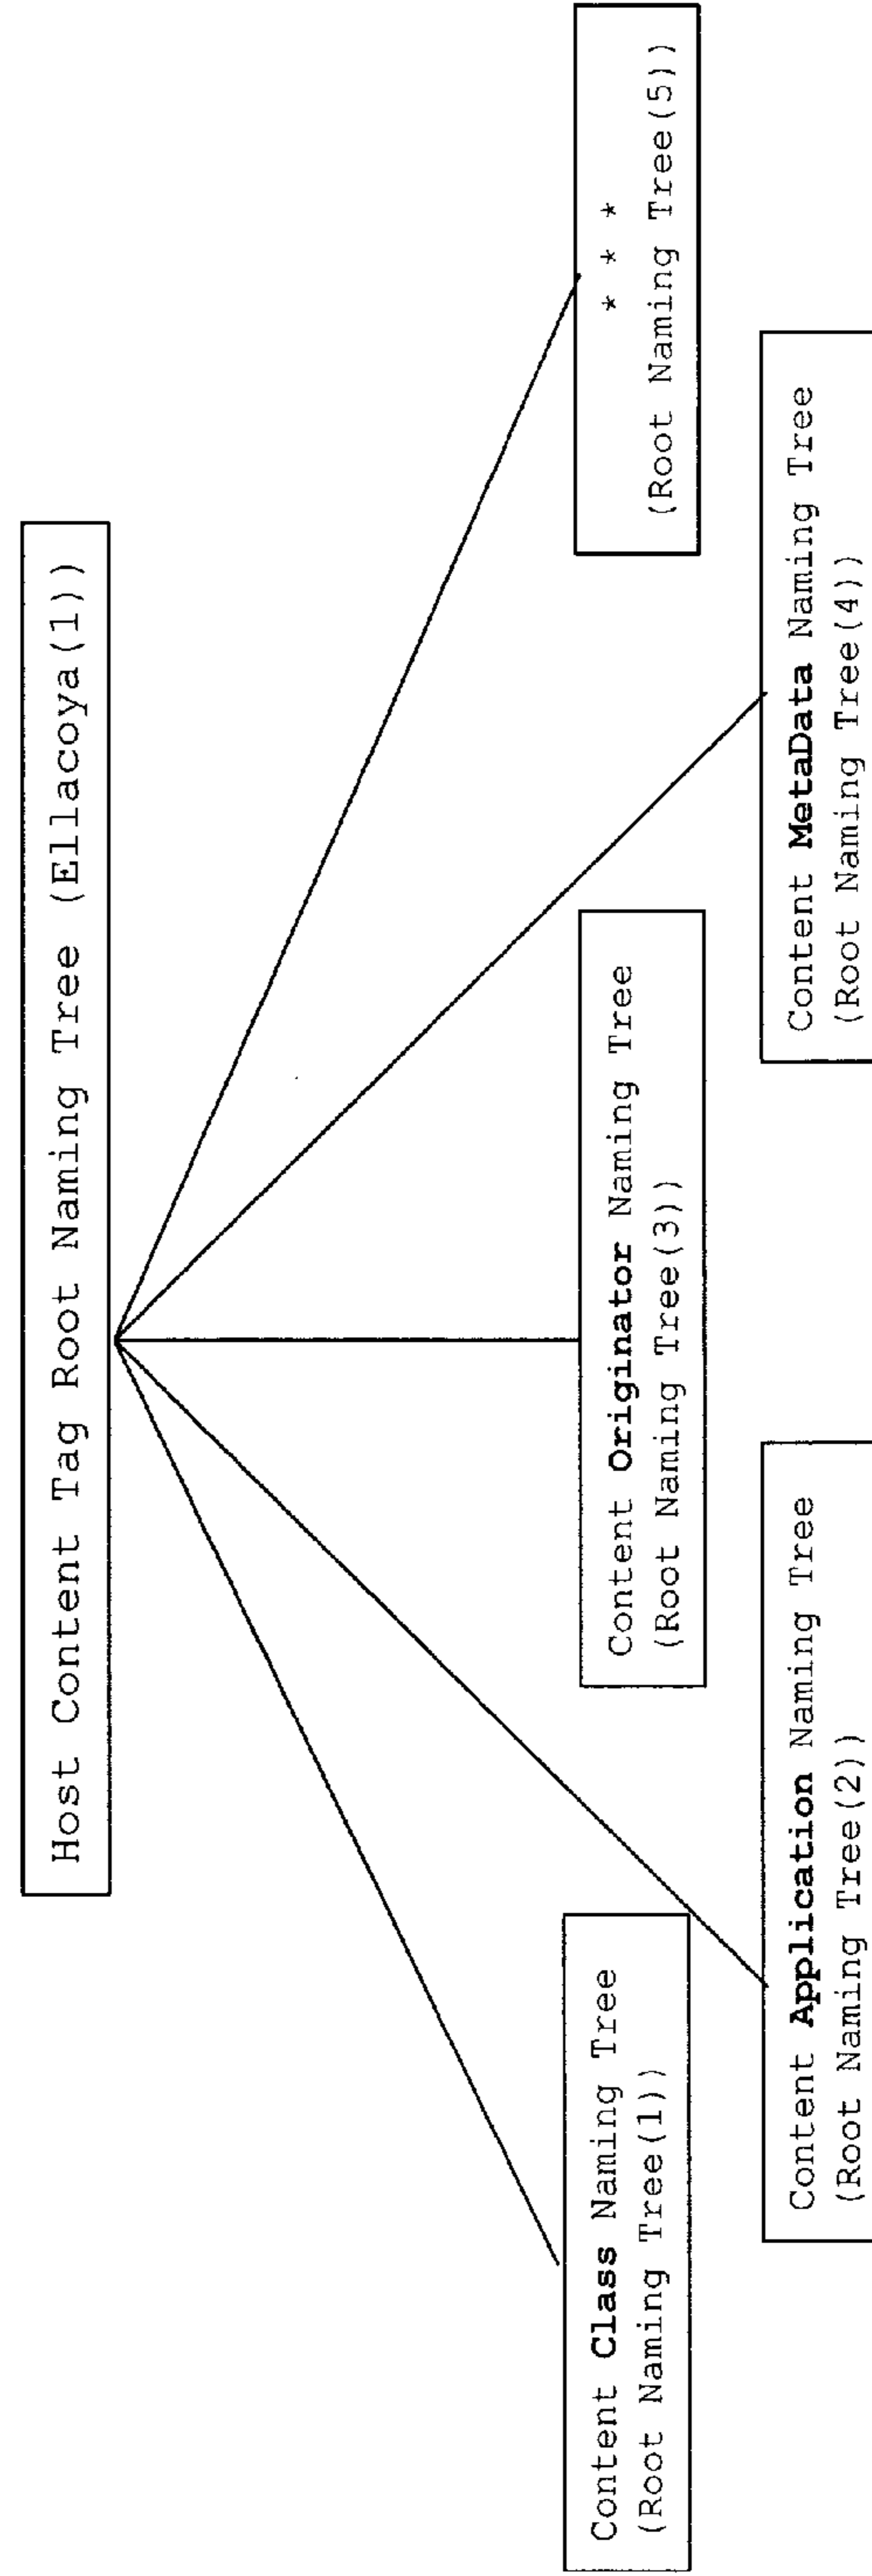 Host Content Tag Root Naming Tree (Ellacoya(1))
Content Class Naming Tree
(Root Naming Tree(1))
Content Application Naming Tree
(Root Naming Tree(2))
Content Originator Naming Tree
(Root Naming Tree(3))
Content MetaData Naming Tree
(Root Naming Tree(4))
* * *
(Root Naming Tree(5))